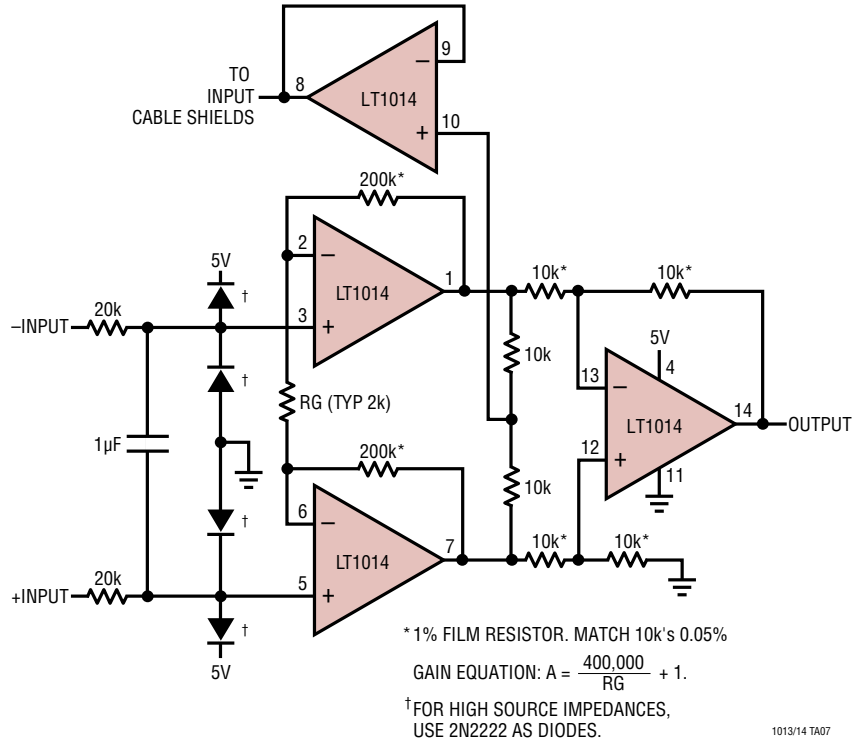 9
TO
INPUT
CABLE SHIELDS
8
−
LT1014
10
+
200k*
5V
†
2
−
LT1014
1
10k*
10k*
20k
3
+
−INPUT
†
10k
5V
4
RG (TYP 2k)
13
−
1µF
LT1014
14
OUTPUT
200k*
12
+
11
10k
†
6
−
7
10k*
10k*
LT1014
20k
5
+
+INPUT
†
5V
*1% FILM RESISTOR. MATCH 10k's 0.05%
GAIN EQUATION: A = 400,000 / RG + 1.
†FOR HIGH SOURCE IMPEDANCES,
USE 2N2222 AS DIODES.
1013/14 TA07